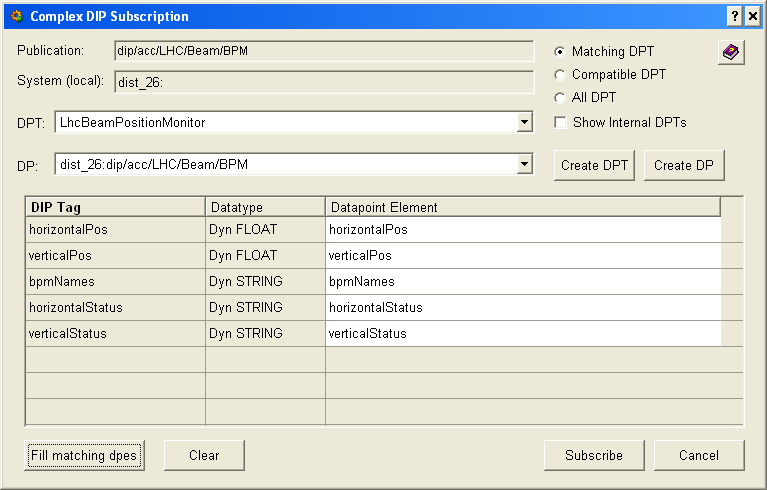 Complex DIP Subscription
Publication: dip/acc/LHC/Beam/BPM
System (local): dist_26:
Matching DPT
Compatible DPT
All DPT
DPT: LhcBeamPositionMonitor
Show Internal DPTs
DP: dist_26:dip/acc/LHC/Beam/BPM
Create DPT Create DP
DIP Tag Datatype Datapoint Element
horizontalPos Dyn FLOAT horizontalPos
verticalPos Dyn FLOAT verticalPos
bpmNames Dyn STRING bpmNames
horizontalStatus Dyn STRING horizontalStatus
verticalStatus Dyn STRING verticalStatus
Fill matching dpes Clear Subscribe Cancel